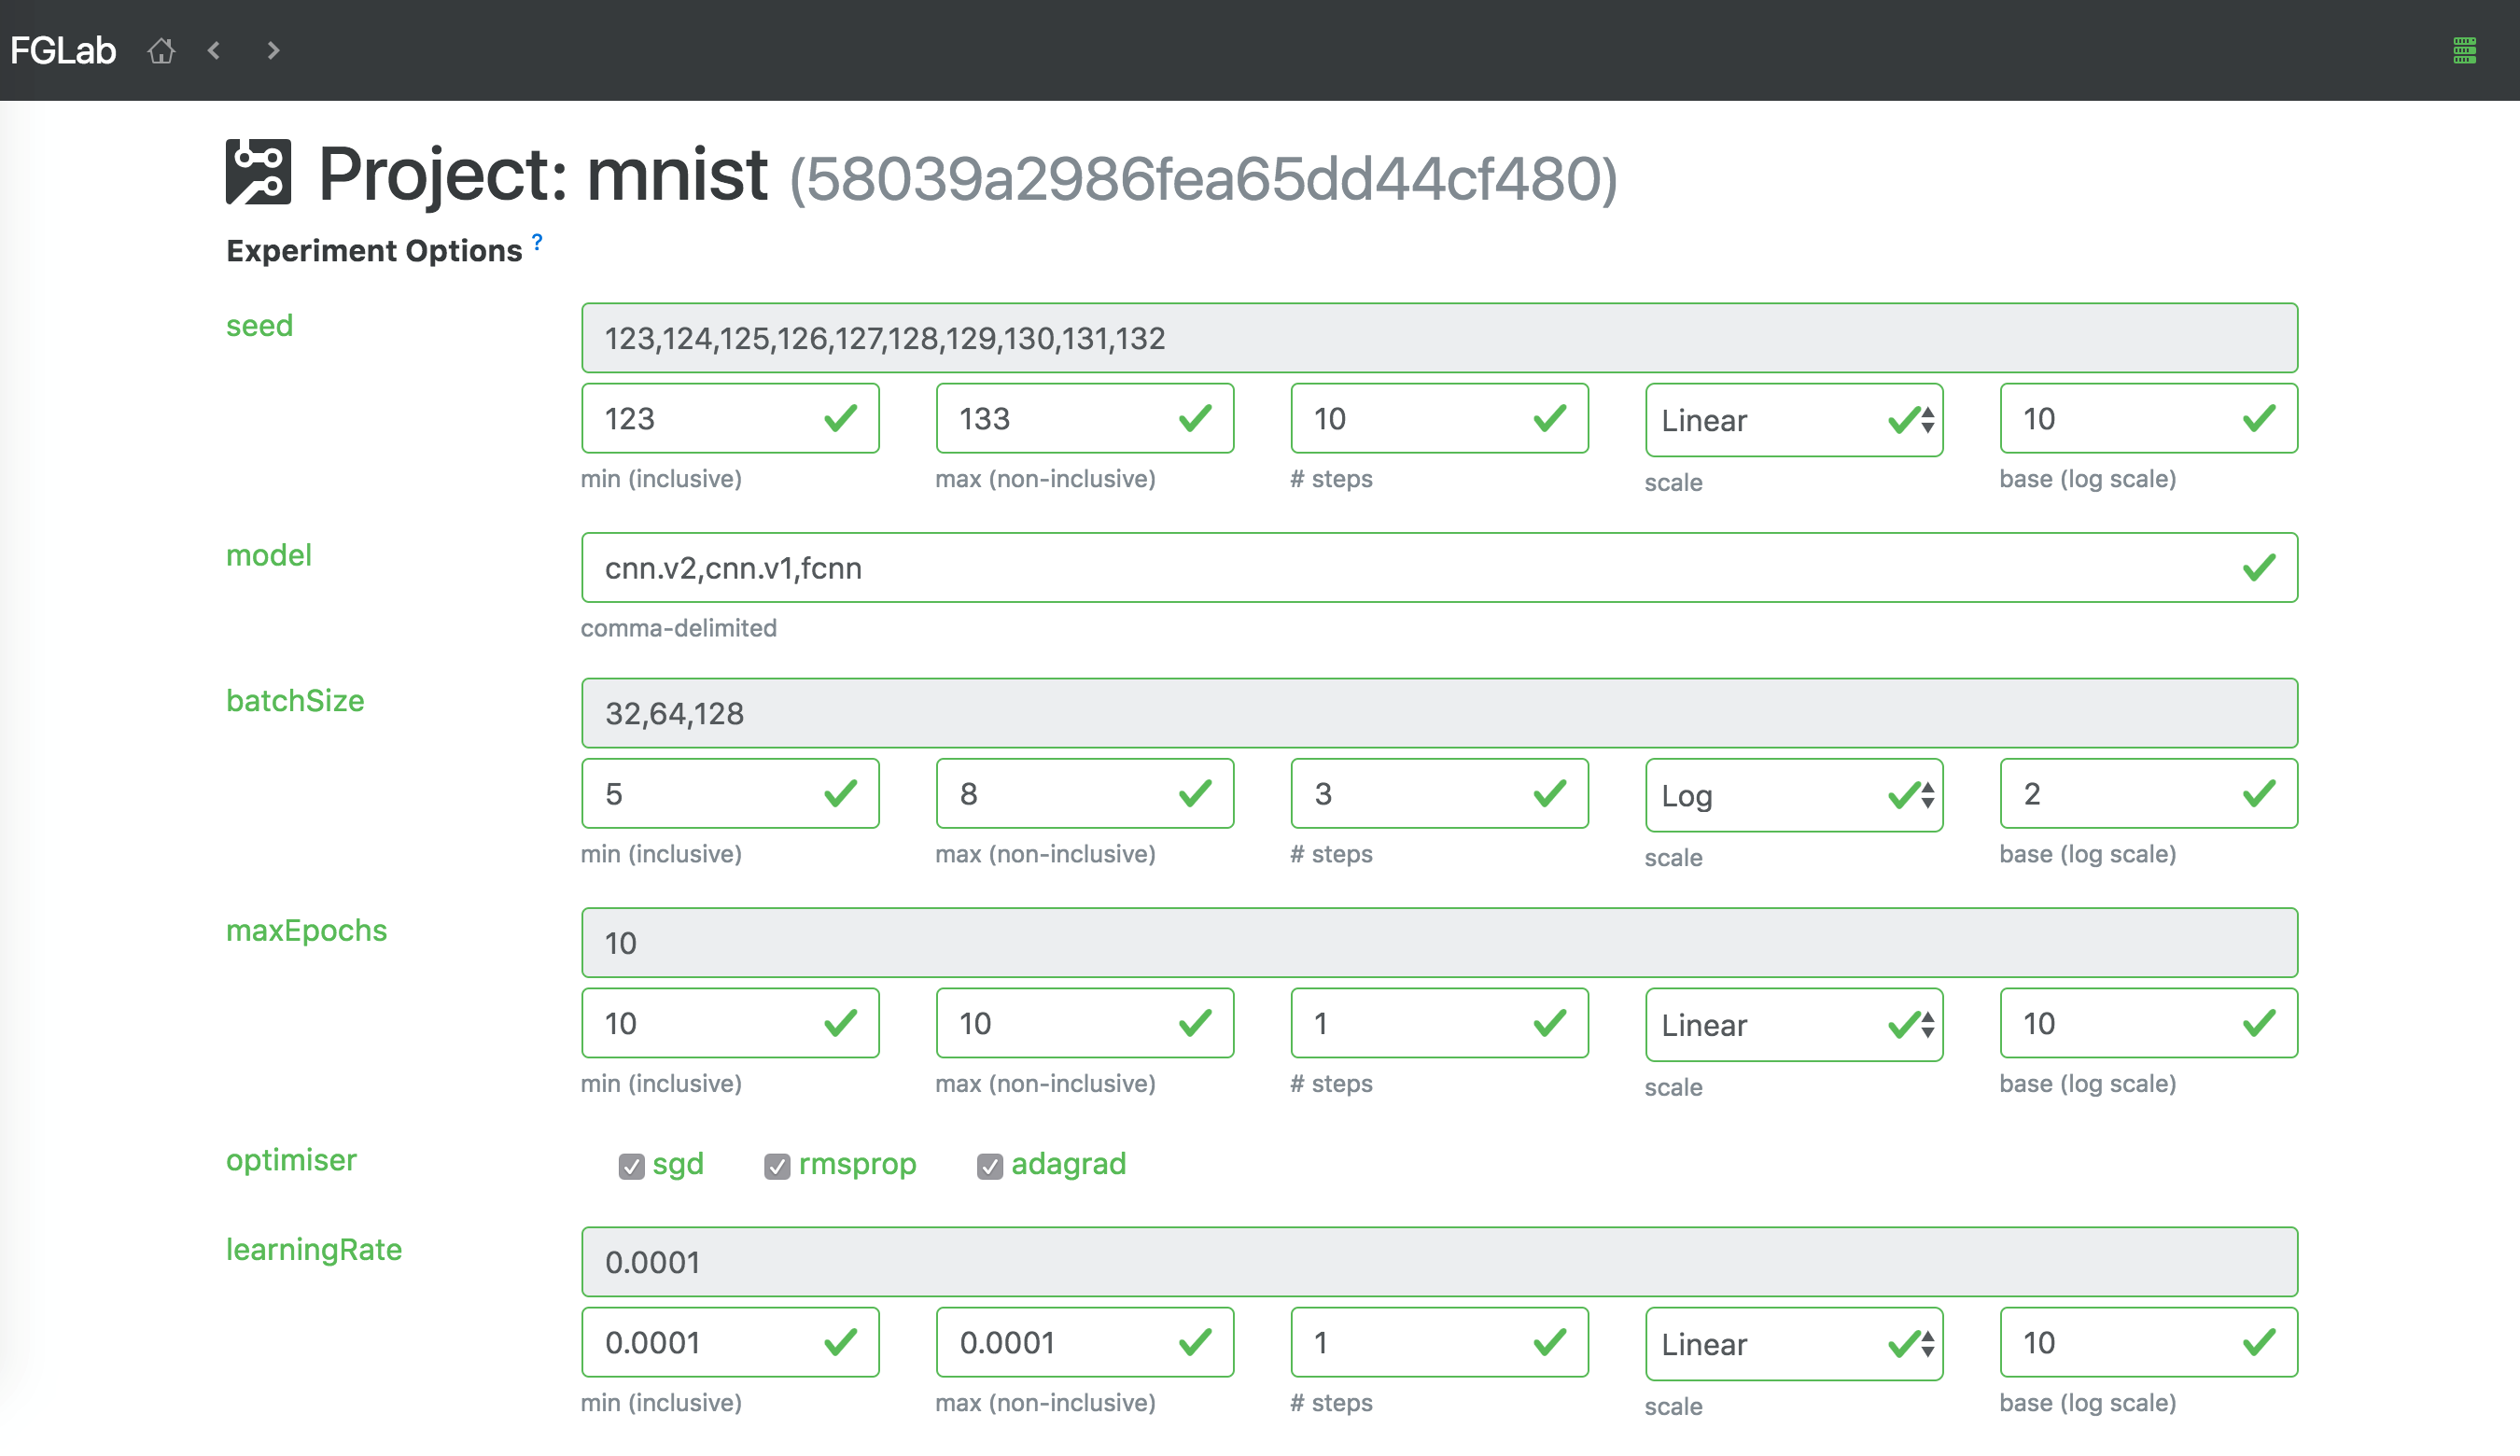 FGLab
Project: mnist (58039a2986fea65dd44cf480)
Experiment Options ?
seed
123,124,125,126,127,128,129,130,131,132
123 133 10 Linear 10
min (inclusive) max (non-inclusive) # steps scale base (log scale)
model
cnn.v2,cnn.v1,fcnn
comma-delimited
batchSize
32,64,128
5 8 3 Log 2
min (inclusive) max (non-inclusive) # steps scale base (log scale)
maxEpochs
10
10 10 1 Linear 10
min (inclusive) max (non-inclusive) # steps scale base (log scale)
optimiser sgd rmsprop adagrad
learningRate
0.0001
0.0001 0.0001 1 Linear 10
min (inclusive) max (non-inclusive) # steps scale base (log scale)